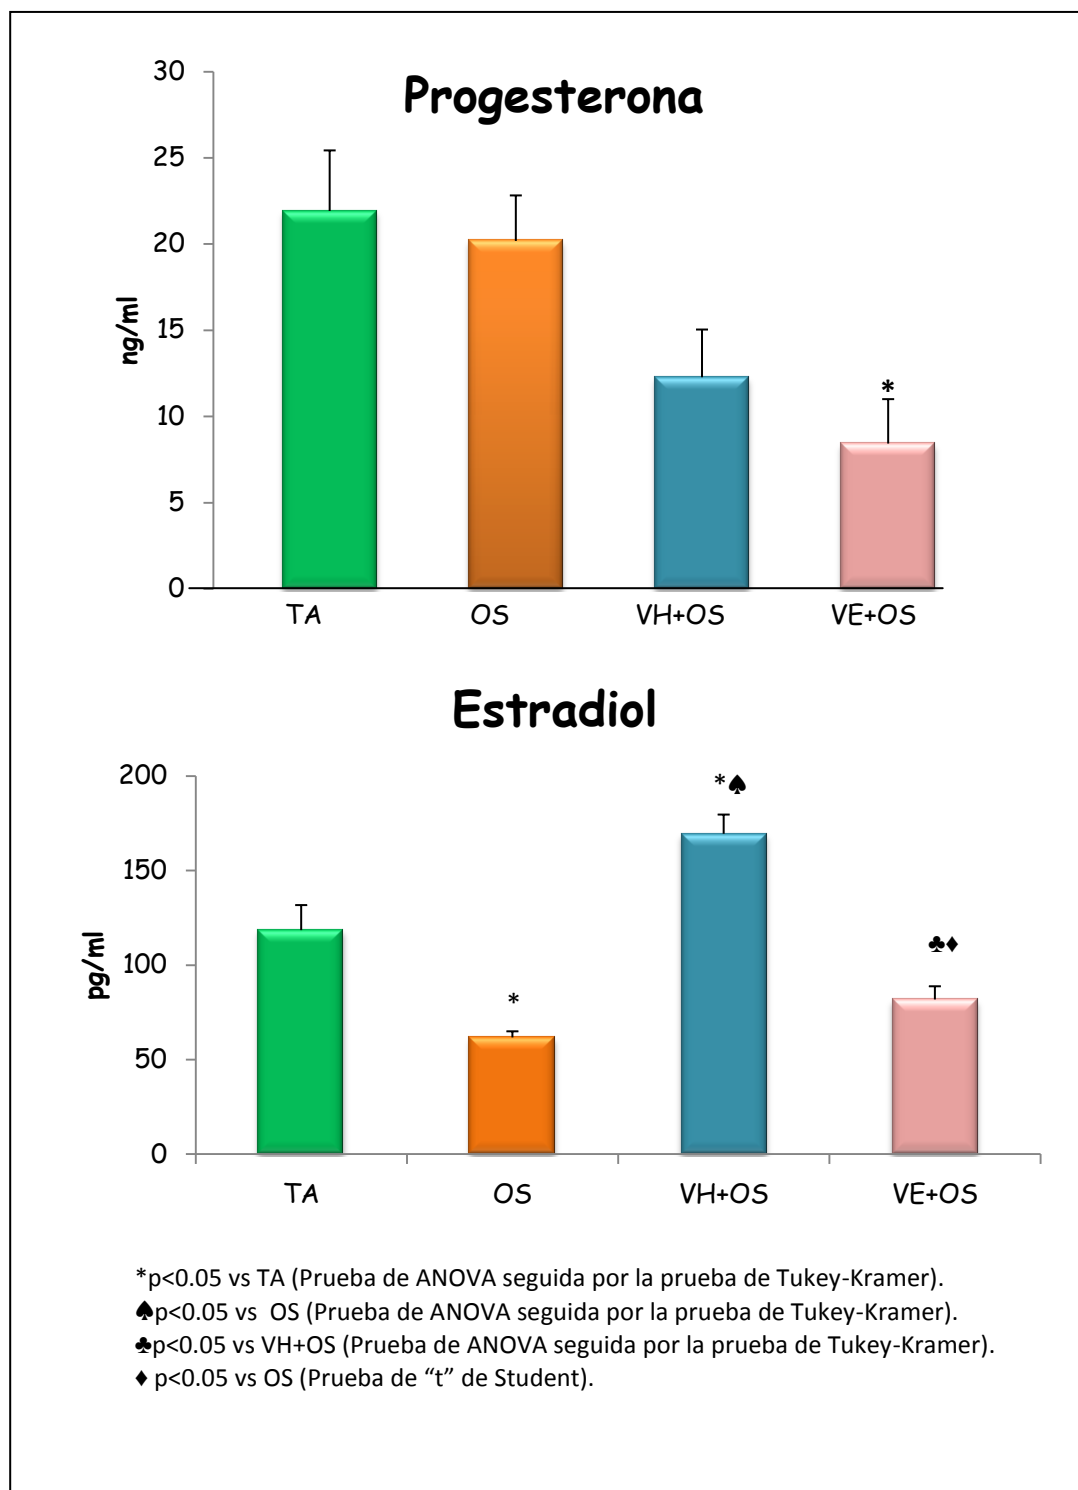 Progesterona
30
25
20
15
10
5
0
ng/ml
*
TA OS VH+OS VE+OS
Estradiol
200
150
100
50
0
pg/ml
*
*♠
♣♦
TA OS VH+OS VE+OS
*p<0.05 vs TA (Prueba de ANOVA seguida por la prueba de Tukey-Kramer).
♠p<0.05 vs OS (Prueba de ANOVA seguida por la prueba de Tukey-Kramer).
♣p<0.05 vs VH+OS (Prueba de ANOVA seguida por la prueba de Tukey-Kramer).
♦ p<0.05 vs OS (Prueba de “t” de Student).